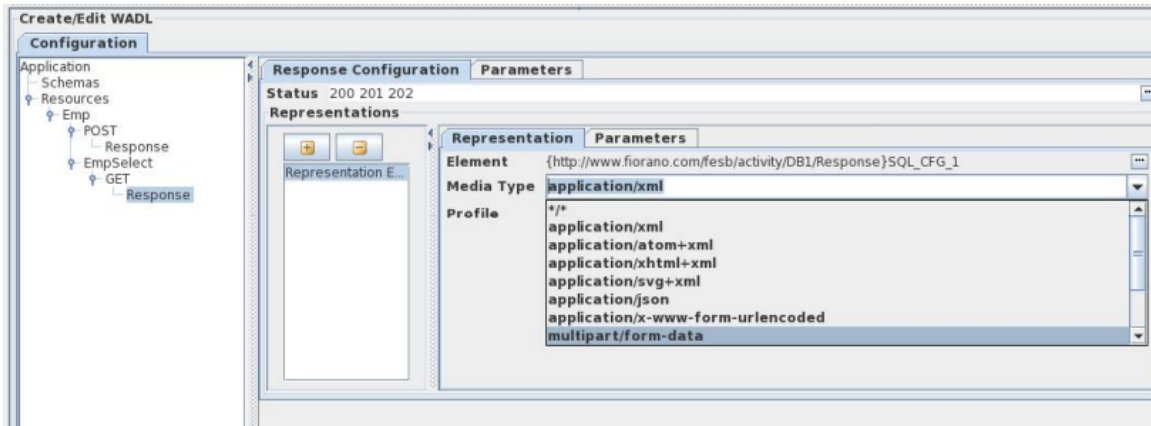 Create/Edit WADL
Configuration
Application
Schemas
Resources
Emp
POST
Response
EmpSelect
GET
Response
Response Configuration
Parameters
Status 200 201 202
Representations
Representation E...
Representation
Parameters
Element {http://www.fiorano.com/fesb/activity/DB1/Response}SQL_CFG_1
Media Type application/xml
Profile
*/*
application/xml
application/atom+xml
application/xhtml+xml
application/svg+xml
application/json
application/x-www-form-urlencoded
multipart/form-data